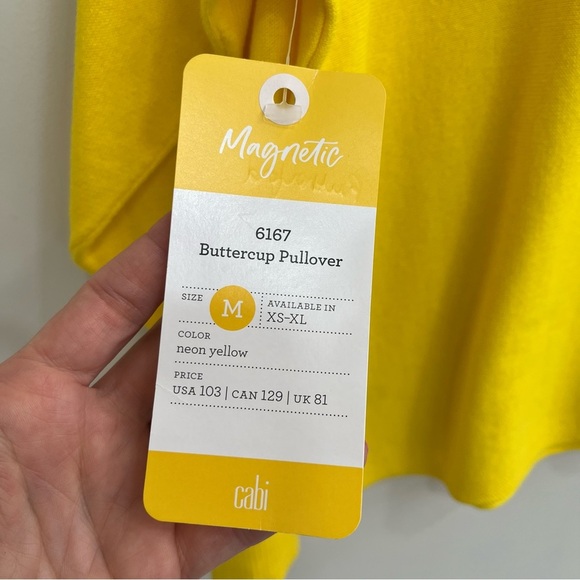 Magnetic
6167
Buttercup Pullover
SIZE
M
AVAILABLE IN
XS–XL
COLOR
neon yellow
PRICE
USA 103 | CAN 129 | UK 81
cabi